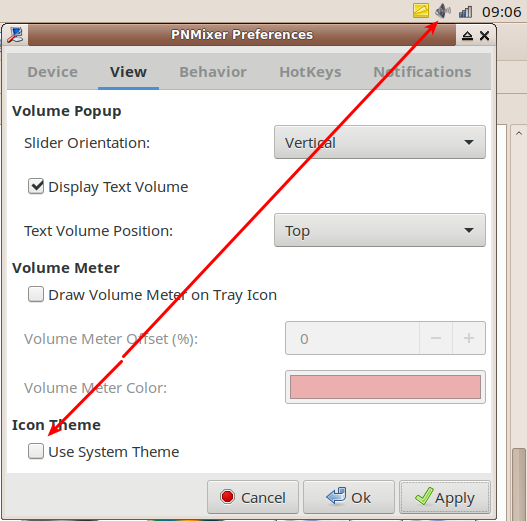 09:06
PNMixer Preferences
Device View Behavior HotKeys Notifications
Volume Popup
Slider Orientation: Vertical
Display Text Volume
Text Volume Position: Top
Volume Meter
Draw Volume Meter on Tray Icon
Volume Meter Offset (%): 0
Volume Meter Color:
Icon Theme
Use System Theme
Cancel Ok Apply